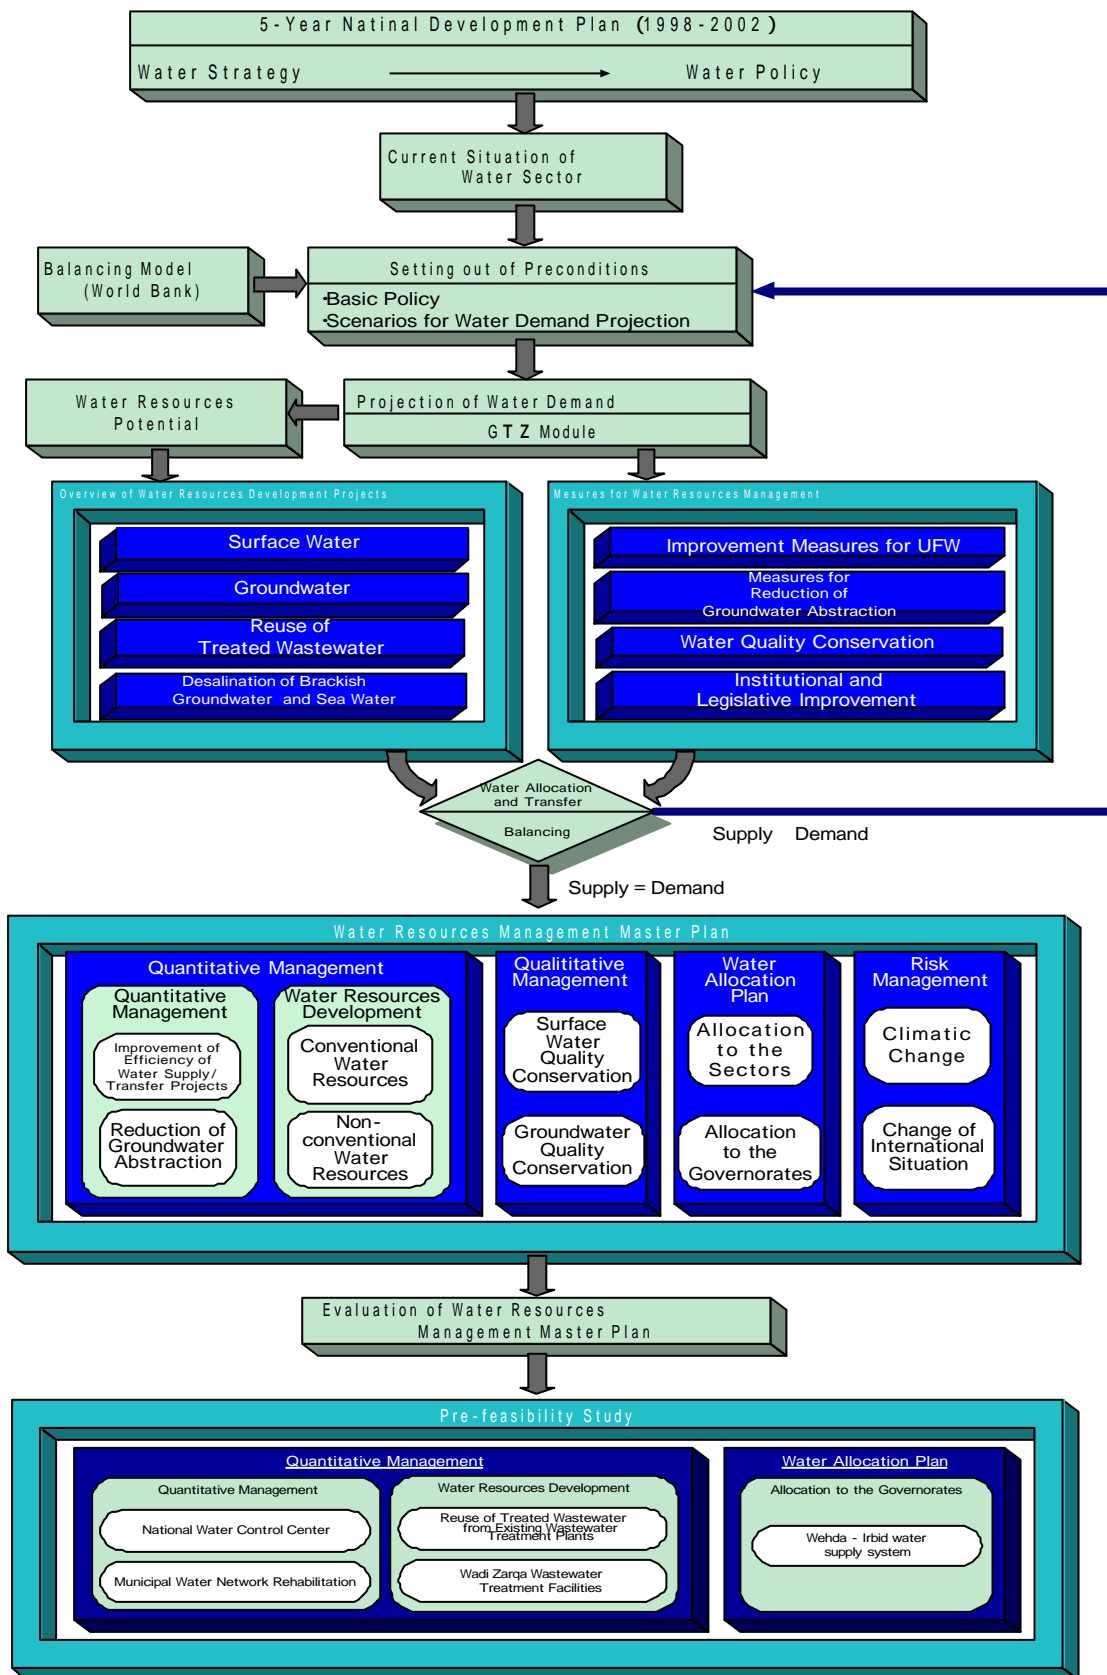 5-Year Natinal Development Plan (1998-2002)
Water Strategy
Water Policy
Current Situation of
Water Sector
Balancing Model
(World Bank)
Setting out of Preconditions
･Basic Policy
･Scenarios for Water Demand Projection
Water Resources
Potential
Projection of Water Demand
GTZ Module
Overview of Water Resources Development Projects
Surface Water
Groundwater
Reuse of
Treated Wastewater
Desalination of Brackish
Groundwater and Sea Water
Mesures for Water Resources Management
Improvement Measures for UFW
Measures for
Reduction of
Groundwater Abstraction
Water Quality Conservation
Institutional and
Legislative Improvement
Water Allocation
and Transfer
Balancing
Supply Demand
Supply = Demand
Water Resources Management Master Plan
Quantitative Management
Quantitative
Management
Improvement of
Efficiency of
Water Supply/
Transfer Projects
Reduction of
Groundwater
Abstraction
Water Resources
Development
Conventional
Water
Resources
Non-
conventional
Water
Resources
Qualititative
Management
Surface
Water
Quality
Conservation
Groundwater
Quality
Conservation
Water
Allocation
Plan
Allocation
to the
Sectors
Allocation
to the
Governorates
Risk
Management
Climatic
Change
Change of
International
Situation
Evaluation of Water Resources
Management Master Plan
Pre-feasibility Study
Quantitative Management
Quantitative Management
National Water Control Center
Municipal Water Network Rehabilitation
Water Resources Development
Reuse of Treated Wastewater
from Existing Wastewater
Treatment Plants
Wadi Zarqa Wastewater
Treatment Facilities
Water Allocation Plan
Allocation to the Governorates
Wehda - Irbid water
supply system